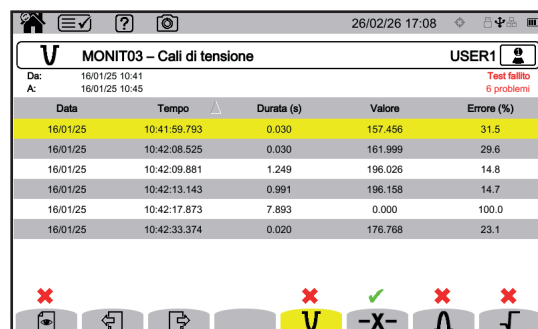 26/02/26 17:08
MONIT03 – Cali di tensione
USER1
Da: 16/01/25 10:41
A: 16/01/25 10:45
Test fallito
6 problemi
Data Tempo Durata (s) Valore Errore (%)
16/01/25 10:41:59.793 0.030 157.456 31.5
16/01/25 10:42:08.525 0.030 161.999 29.6
16/01/25 10:42:09.881 1.249 196.026 14.8
16/01/25 10:42:13.143 0.991 196.158 14.7
16/01/25 10:42:17.873 7.893 0.000 100.0
16/01/25 10:42:33.374 0.020 176.768 23.1